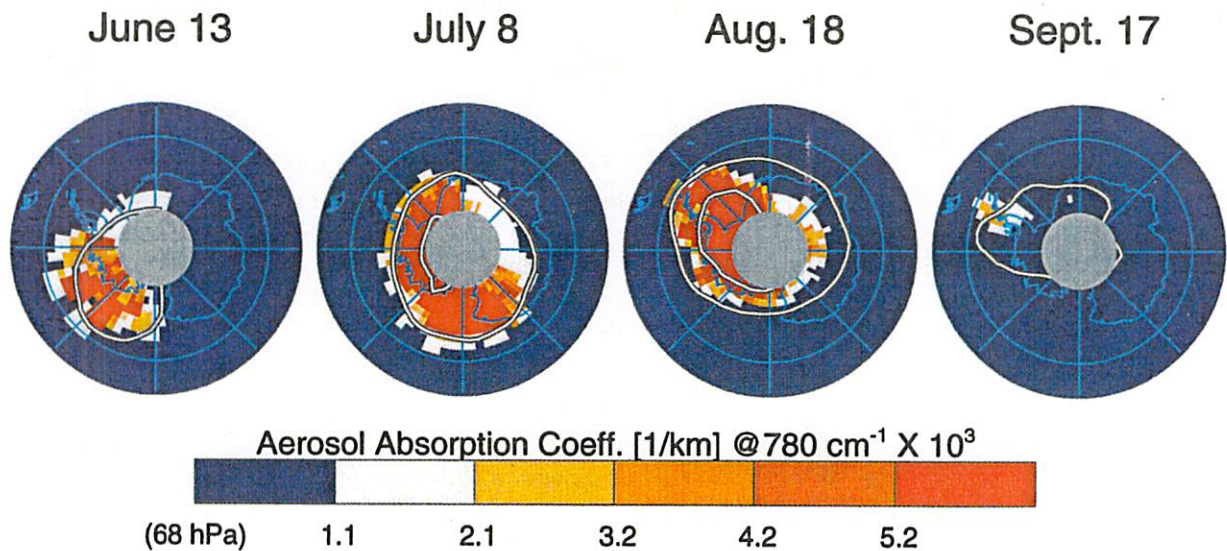 June 13 July 8 Aug. 18 Sept. 17
Aerosol Absorption Coeff. [1/km] @780 cm⁻¹ X 10³
(68 hPa) 1.1 2.1 3.2 4.2 5.2